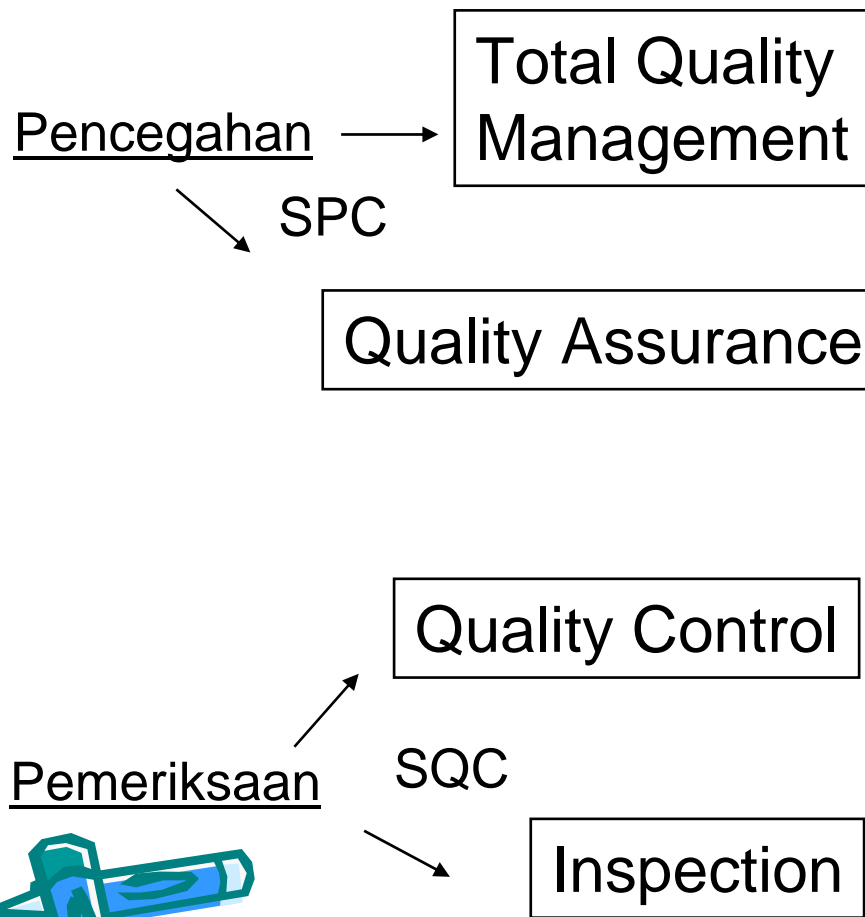 Total Quality
Management
Pencegahan
SPC
Quality Assurance
Quality Control
SQC
Pemeriksaan
Inspection